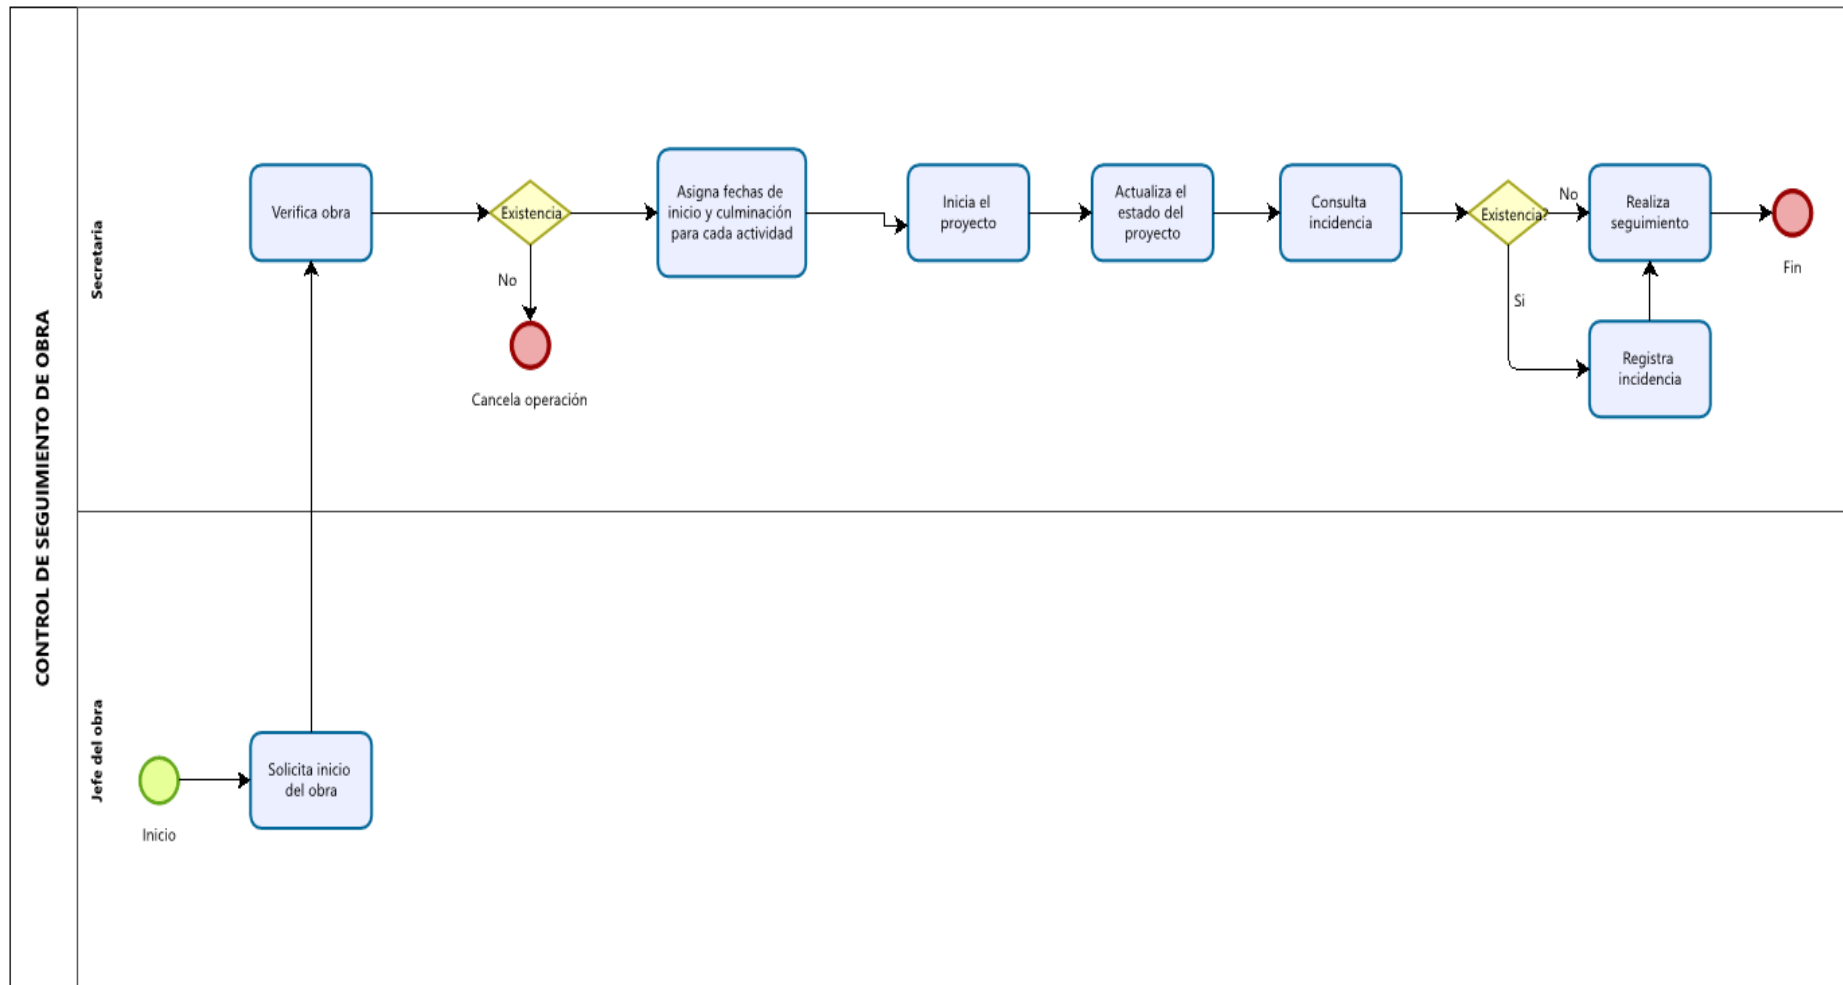 CONTROL DE SEGUIMIENTO DE OBRA
Secretaria
Verifica obra
Existencia
No
Cancela operación
Asigna fechas de
inicio y culminación
para cada actividad
Inicia el
proyecto
Actualiza el
estado del
proyecto
Consulta
incidencia
Existencia?
No
Si
Realiza
seguimiento
Registra
incidencia
Fin
Jefe del obra
Inicio
Solicita inicio
del obra